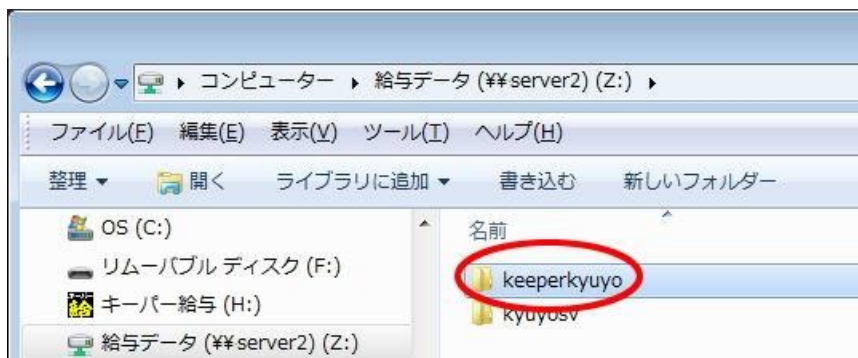 コンピューター 給与データ (¥¥server2) (Z:)
ファイル(F) 編集(E) 表示(V) ツール(T) ヘルプ(H)
整理 開く ライブラリに追加 書き込む 新しいフォルダー
OS (C:)
リムーバブル ディスク (F:)
給 キーパー給与 (H:)
給与データ (¥¥server2) (Z:)
名前
keeperkyuyo
kyuyosv